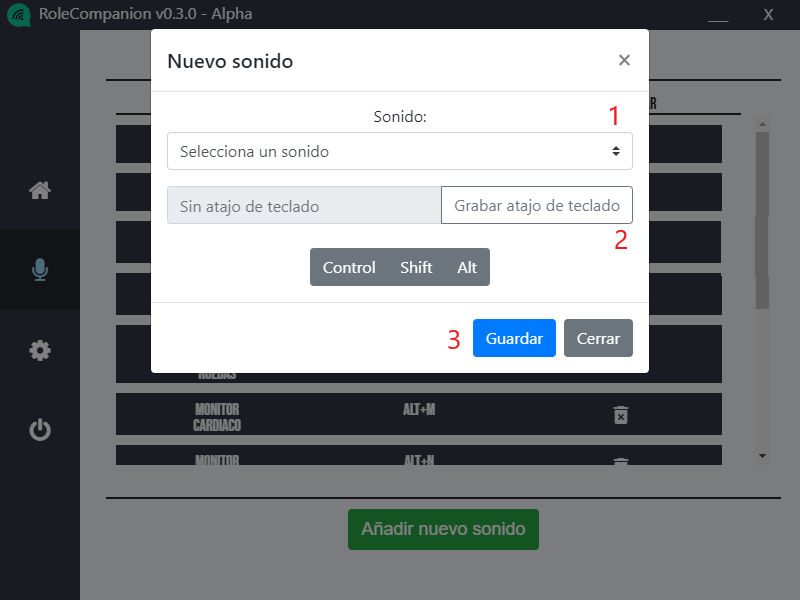 RoleCompanion v0.3.0 - Alpha
X
Nuevo sonido
×
Sonido:
1
Selecciona un sonido
Sin atajo de teclado
Grabar atajo de teclado
2
Control
Shift
Alt
3
Guardar
Cerrar
RUEDAS
MONITOR
CARDIACO
ALT+M
MONITOR
ALT+N
Añadir nuevo sonido